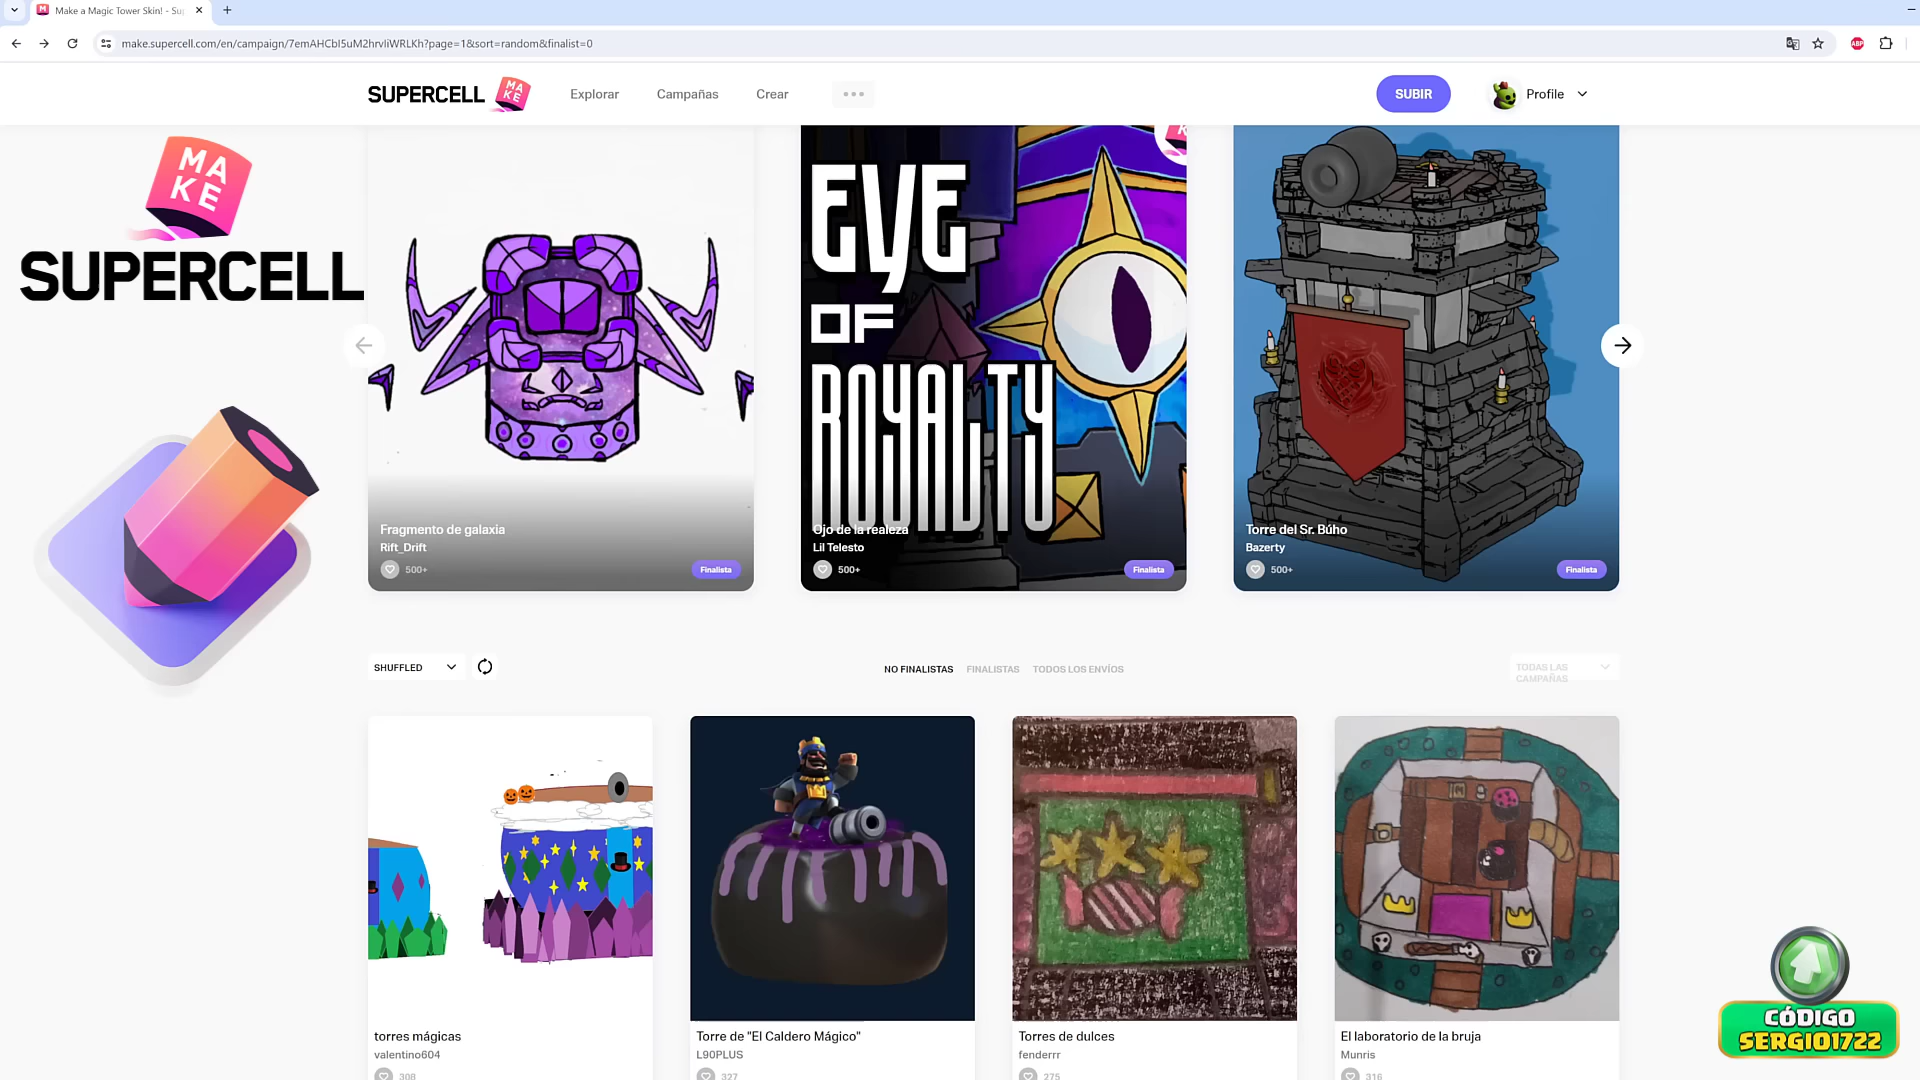 Make a Magic Tower Skin! - Su
make.supercell.com/en/campaign/7emAHCbI5uM2hrvIiWRLKh?page=1&sort=random&finalist=0
ABP
SUPERCELL
MA
KE
Explorar
Campañas
Crear
SUBIR
Profile
MA
KE
SUPERCELL
EYE
OF
ROYALTY
Fragmento de galaxia
Rift_Drift
500+
Finalista
Ojo de la realeza
Lil Telesto
500+
Finalista
Torre del Sr. Búho
Bazerty
500+
Finalista
SHUFFLED
NO FINALISTAS
FINALISTAS
TODOS LOS ENVÍOS
TODAS LAS
CAMPAÑAS
torres mágicas
valentino604
308
Torre de "El Caldero Mágico"
L90PLUS
327
Torres de dulces
fenderrr
275
El laboratorio de la bruja
Munris
316
CÓDIGO
SERGIO1722